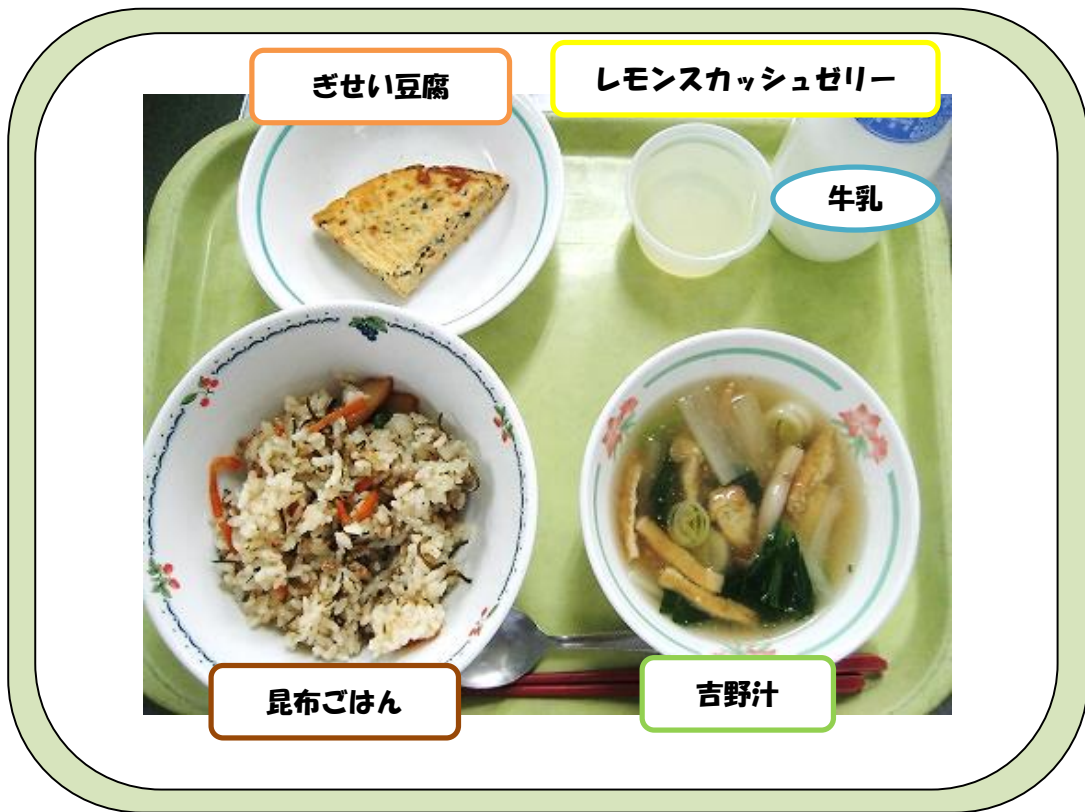 ぎせい豆腐
レモンスカッシュゼリー
牛乳
昆布ごはん
吉野汁